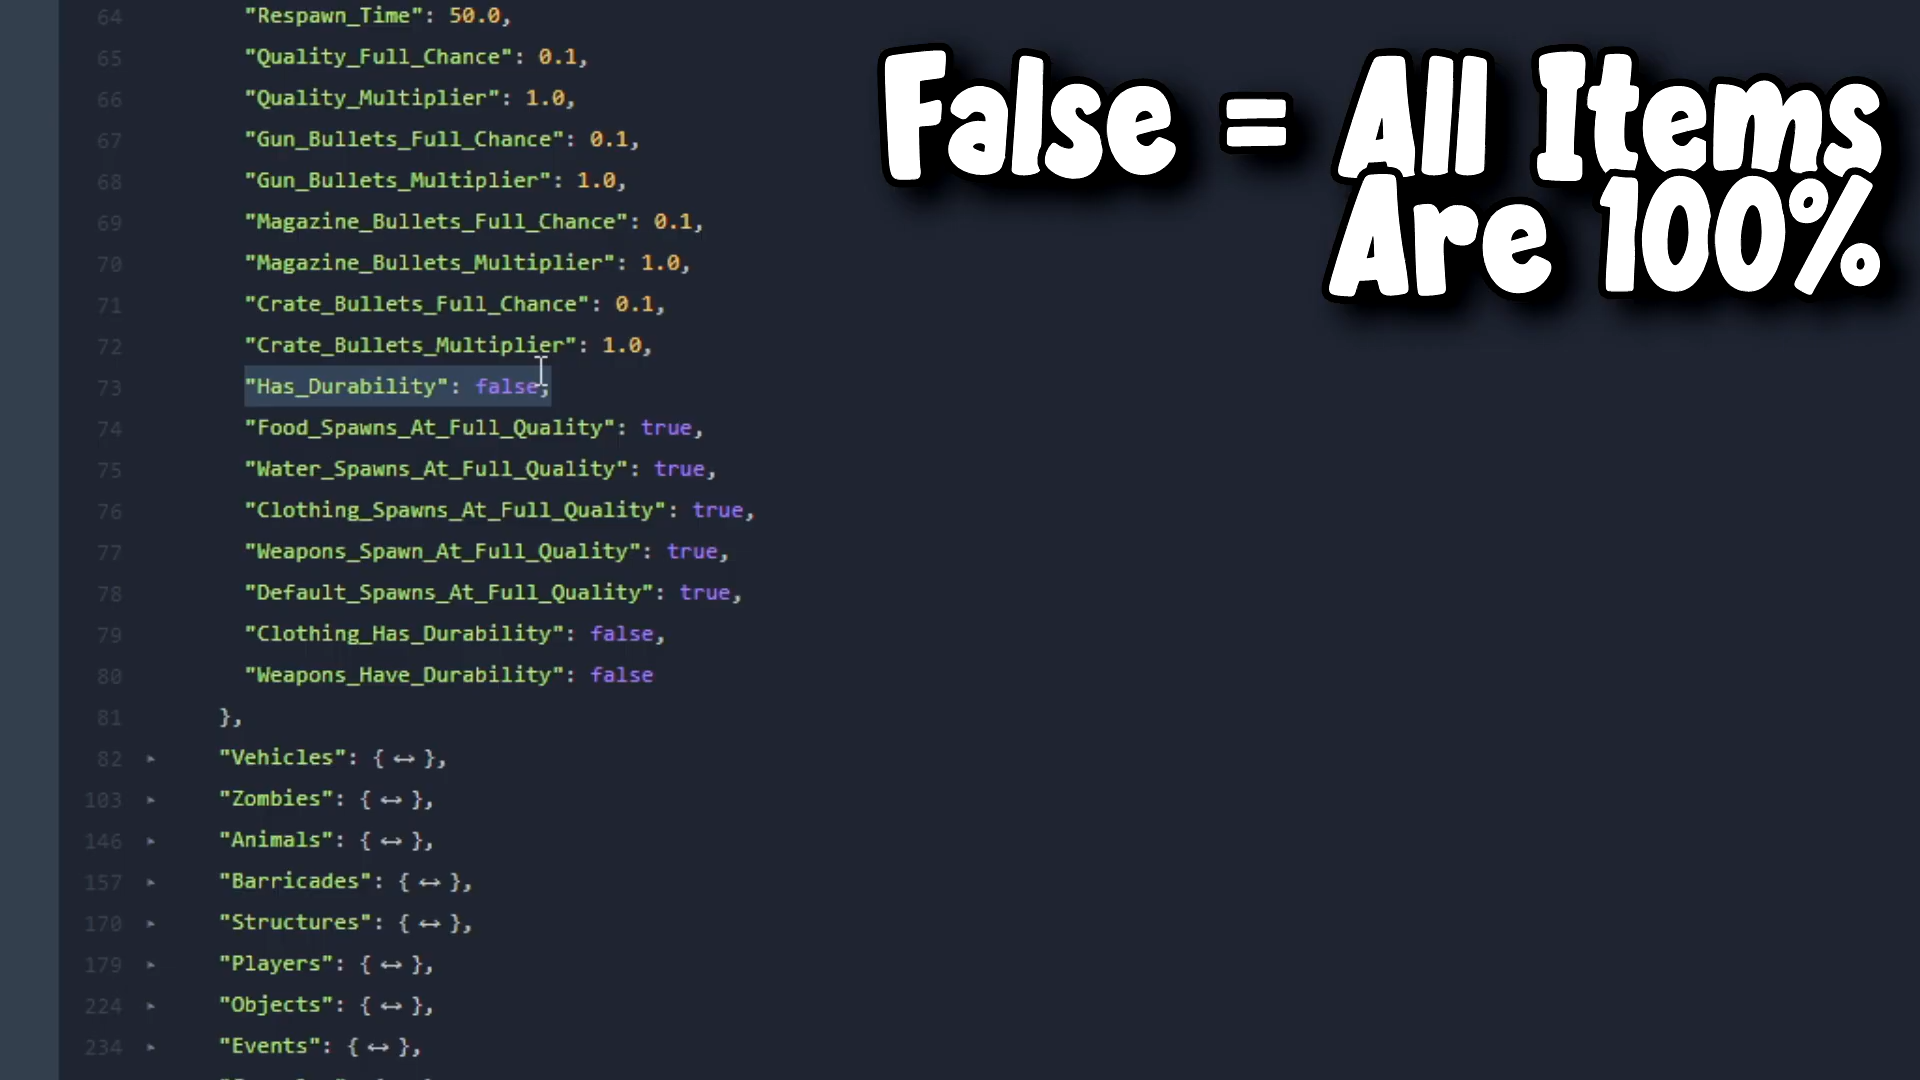 False = All Items
Are 100%
64 "Respawn_Time": 50.0,
65 "Quality_Full_Chance": 0.1,
66 "Quality_Multiplier": 1.0,
67 "Gun_Bullets_Full_Chance": 0.1,
68 "Gun_Bullets_Multiplier": 1.0,
69 "Magazine_Bullets_Full_Chance": 0.1,
70 "Magazine_Bullets_Multiplier": 1.0,
71 "Crate_Bullets_Full_Chance": 0.1,
72 "Crate_Bullets_Multiplier": 1.0,
73 "Has_Durability": false,
74 "Food_Spawns_At_Full_Quality": true,
75 "Water_Spawns_At_Full_Quality": true,
76 "Clothing_Spawns_At_Full_Quality": true,
77 "Weapons_Spawn_At_Full_Quality": true,
78 "Default_Spawns_At_Full_Quality": true,
79 "Clothing_Has_Durability": false,
80 "Weapons_Have_Durability": false
81 },
82 "Vehicles": { ↔ },
103 "Zombies": { ↔ },
146 "Animals": { ↔ },
157 "Barricades": { ↔ },
170 "Structures": { ↔ },
179 "Players": { ↔ },
224 "Objects": { ↔ },
234 "Events": { ↔ },